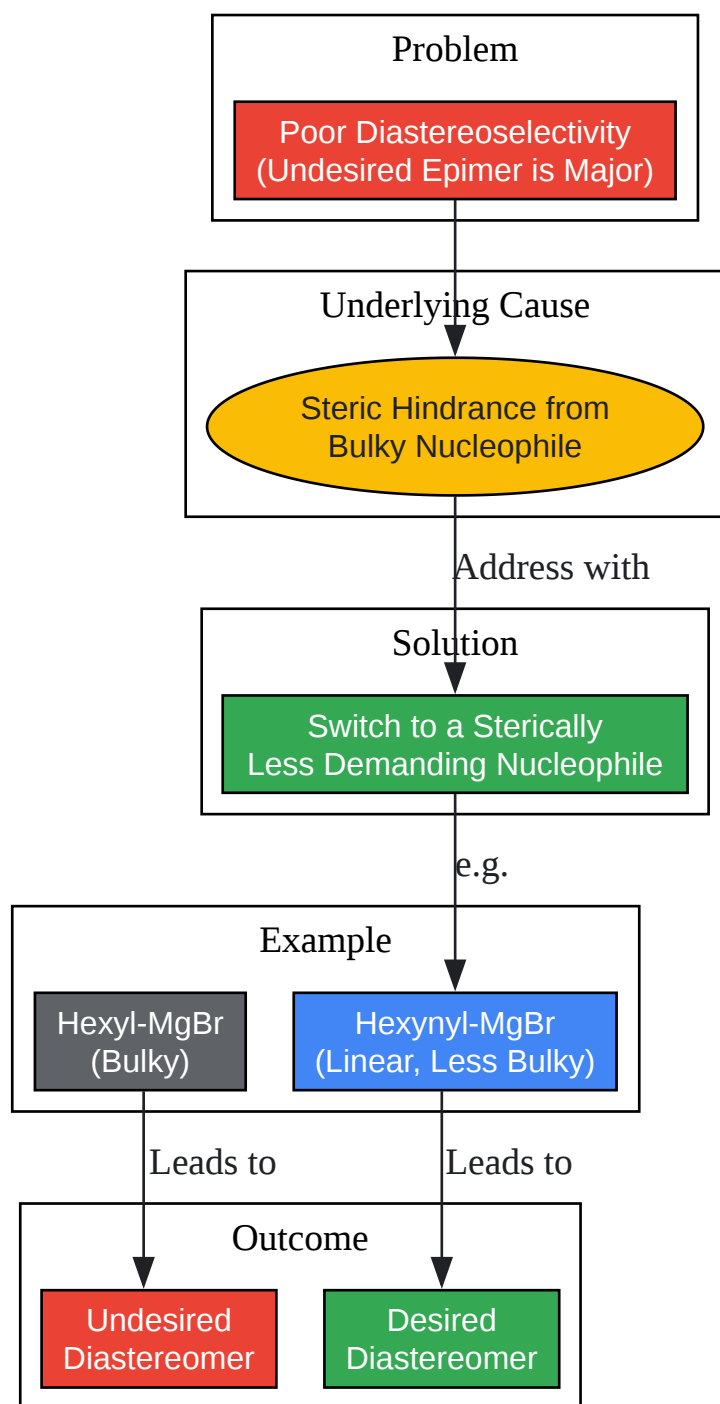 Problem
Poor Diastereoselectivity
(Undesired Epimer is Major)
Underlying Cause
Steric Hindrance from
Bulky Nucleophile
Address with
Solution
Switch to a Sterically
Less Demanding Nucleophile
e.g.
Example
Hexyl-MgBr
(Bulky)
Hexynyl-MgBr
(Linear, Less Bulky)
Leads to
Leads to
Outcome
Undesired
Diastereomer
Desired
Diastereomer